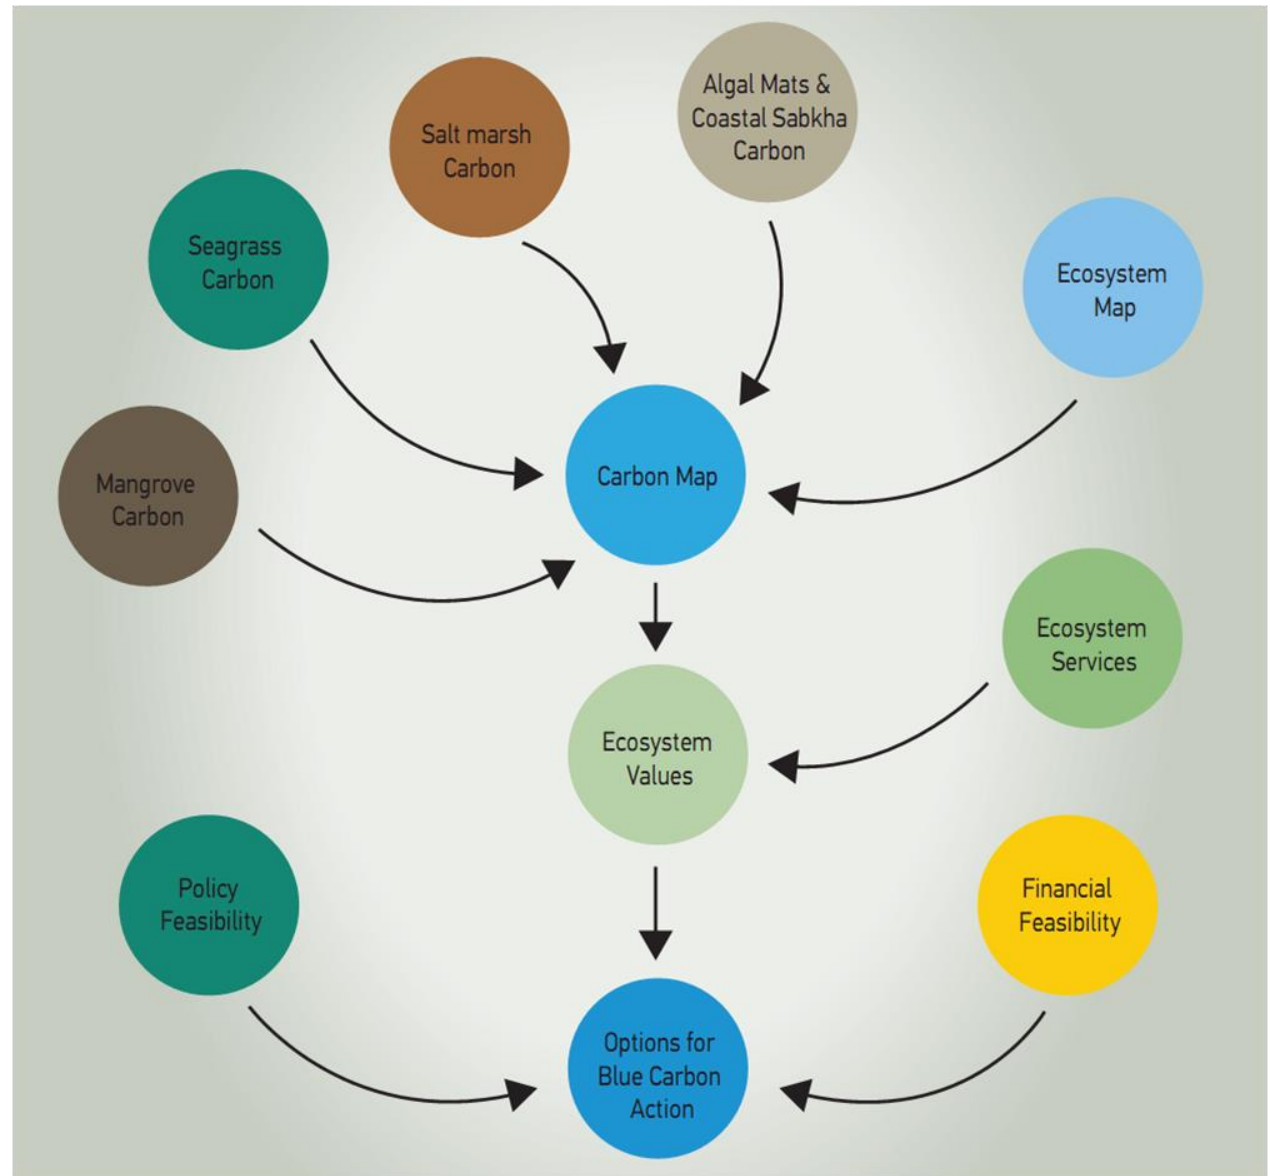 Algal Mats &
Coastal Sabkha
Carbon
Salt marsh
Carbon
Seagrass
Carbon
Ecosystem
Map
Mangrove
Carbon
Carbon Map
Ecosystem
Services
Ecosystem
Values
Policy
Feasibility
Financial
Feasibility
Options for
Blue Carbon
Action